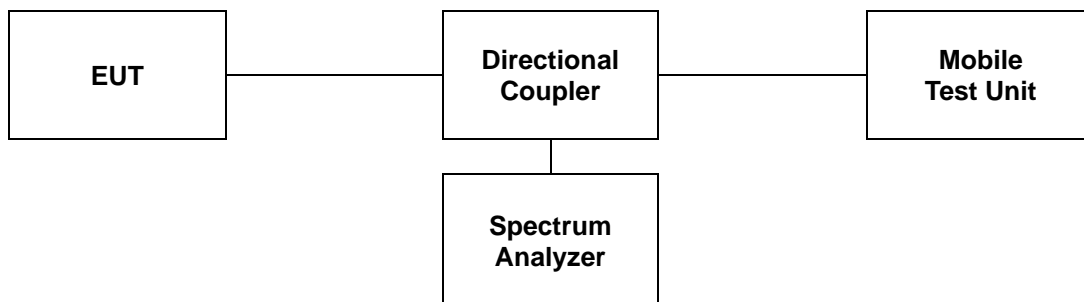 EUT
Directional
Coupler
Mobile
Test Unit
Spectrum
Analyzer